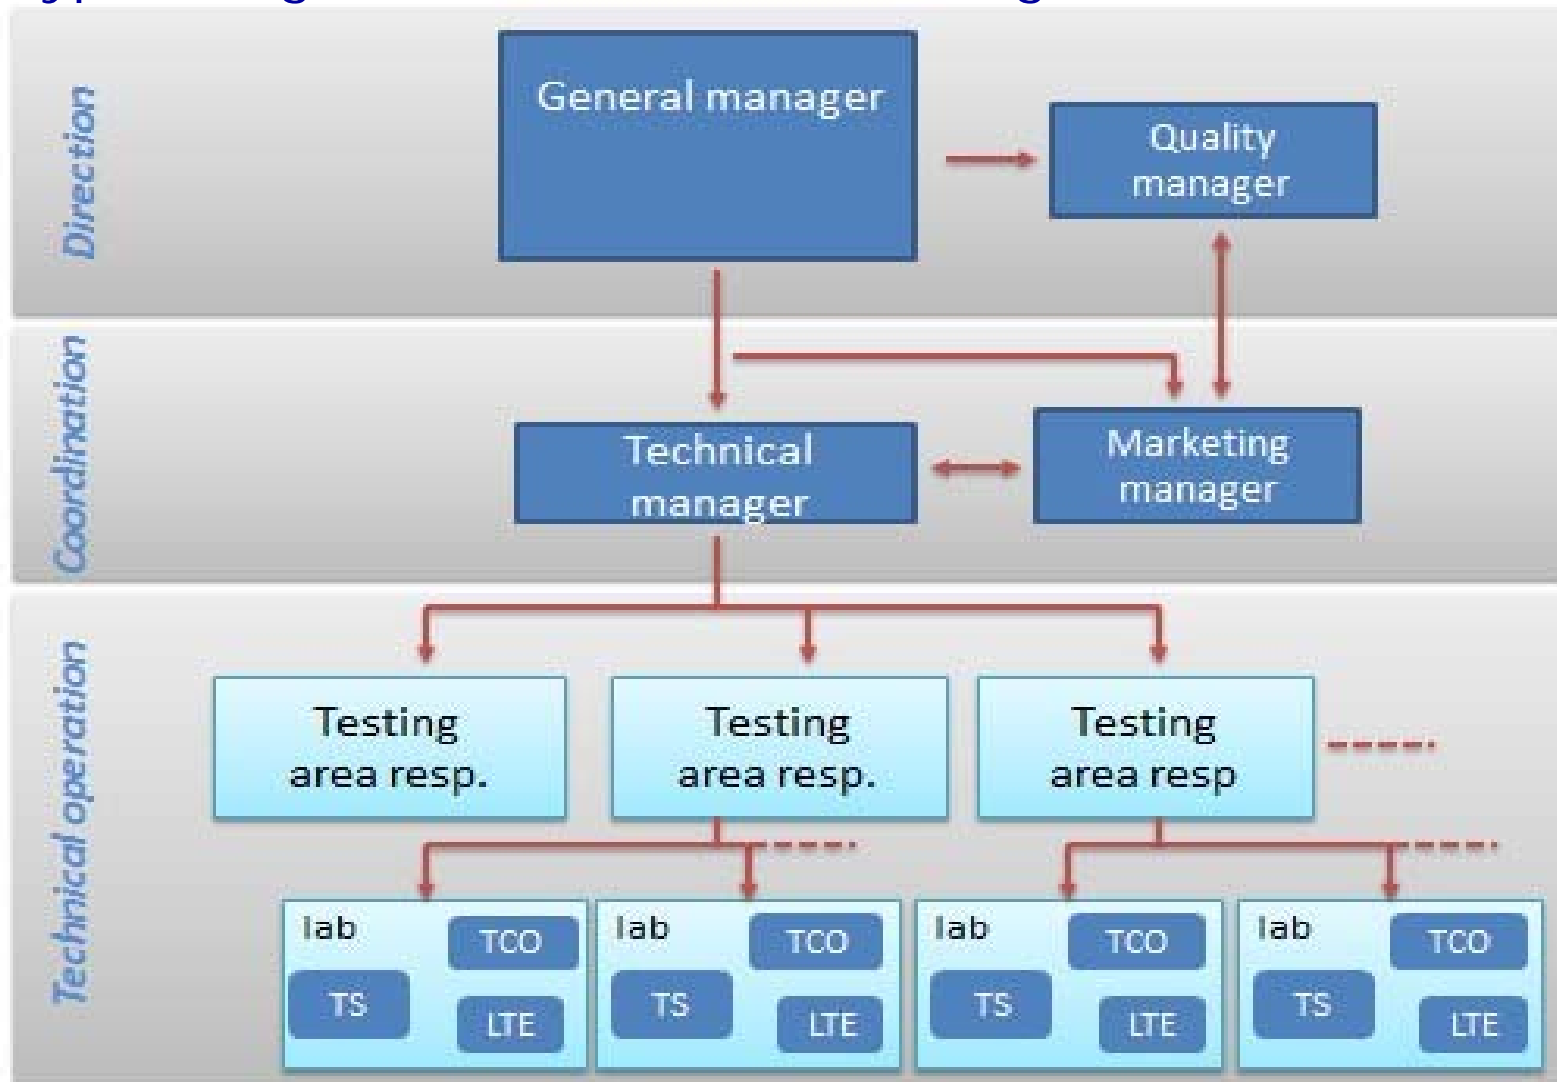 Direction
General manager
Quality
manager
Coordination
Technical
manager
Marketing
manager
Technical operation
Testing
area resp.
Testing
area resp.
Testing
area resp
lab
TCO
TS
LTE
lab
TCO
TS
LTE
lab
TCO
TS
LTE
lab
TCO
TS
LTE